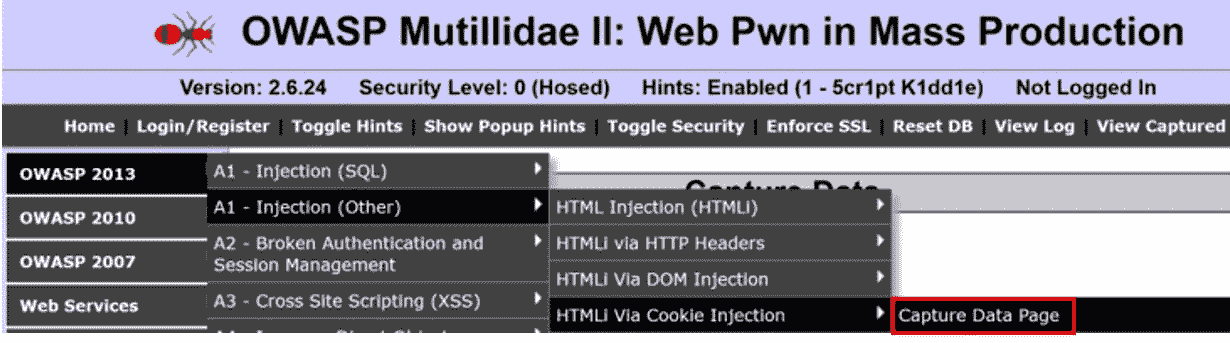 OWASP Mutillidae II: Web Pwn in Mass Production
Version: 2.6.24 Security Level: 0 (Hosed) Hints: Enabled (1 - 5cr1pt K1dd1e) Not Logged In
Home Login/Register Toggle Hints Show Popup Hints Toggle Security Enforce SSL Reset DB View Log View Captured
OWASP 2013
OWASP 2010
OWASP 2007
Web Services
A1 - Injection (SQL)
A1 - Injection (Other)
A2 - Broken Authentication and
Session Management
A3 - Cross Site Scripting (XSS)
Capture Data
HTML Injection (HTMLi)
HTMLi via HTTP Headers
HTMLi Via DOM Injection
HTMLi Via Cookie Injection
Capture Data Page